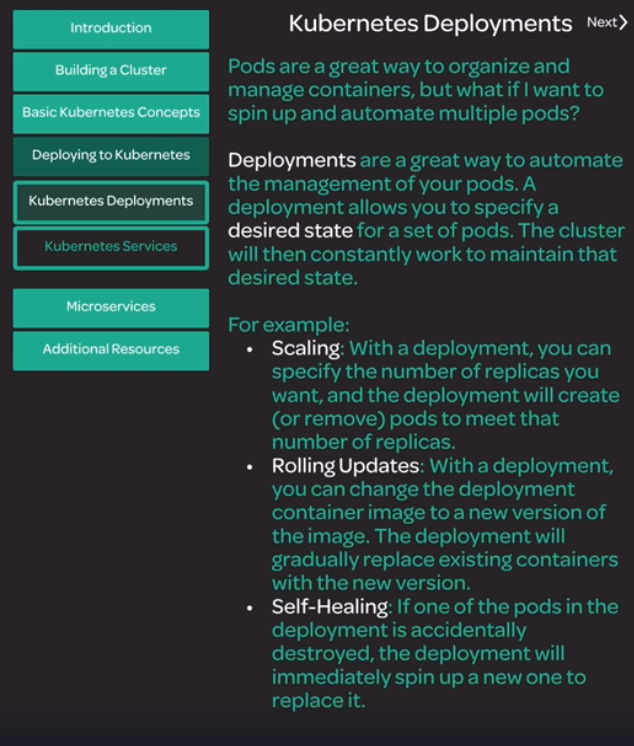 Introduction
Building a Cluster
Basic Kubernetes Concepts
Deploying to Kubernetes
Kubernetes Deployments
Kubernetes Services
Microservices
Additional Resources
Kubernetes Deployments
Next❯
Pods are a great way to organize and
manage containers, but what if I want to
spin up and automate multiple pods?
Deployments are a great way to automate
the management of your pods. A
deployment allows you to specify a
desired state for a set of pods. The cluster
will then constantly work to maintain that
desired state.
For example:
• Scaling: With a deployment, you can
specify the number of replicas you
want, and the deployment will create
(or remove) pods to meet that
number of replicas.
• Rolling Updates: With a deployment,
you can change the deployment
container image to a new version of
the image. The deployment will
gradually replace existing containers
with the new version.
• Self-Healing: If one of the pods in the
deployment is accidentally
destroyed, the deployment will
immediately spin up a new one to
replace it.